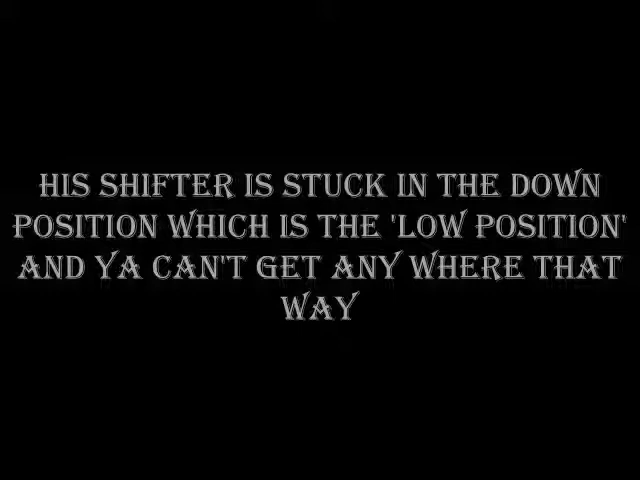 HIS SHIFTER IS STUCK IN THE DOWN
POSITION WHICH IS THE 'LOW POSITION'
AND YA CAN'T GET ANY WHERE THAT
WAY